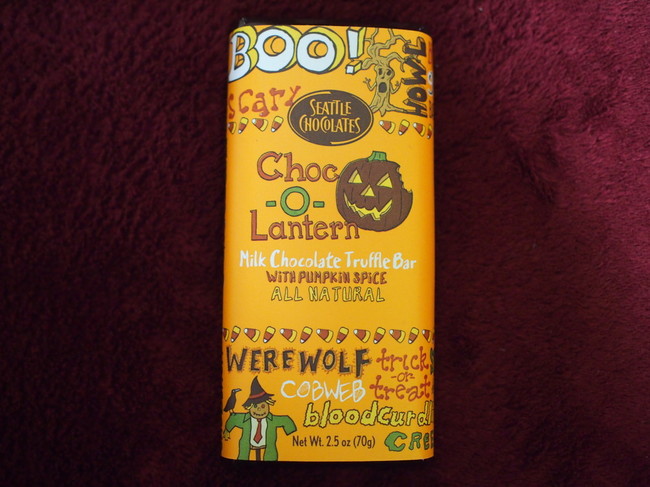 BOO!
HOWL
scary
SEATTLE
CHOCOLATES
Choc
-O-
Lantern
Milk Chocolate Truffle Bar
WITH PUMPKIN SPICE
ALL NATURAL
WEREWOLF
trick
-or-
treat
COBWEB
bloodcurdl
Net Wt. 2.5 oz (70g)
CREE